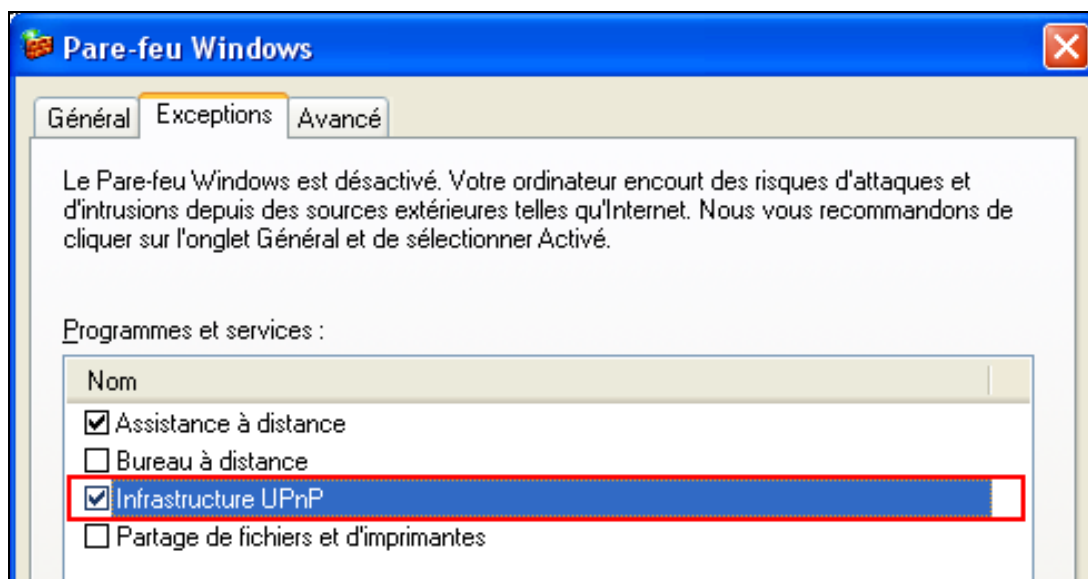 Pare-feu Windows
Général Exceptions Avancé
Le Pare-feu Windows est désactivé. Votre ordinateur encourt des risques d'attaques et
d'intrusions depuis des sources extérieures telles qu'Internet. Nous vous recommandons de
cliquer sur l'onglet Général et de sélectionner Activé.
Programmes et services :
Nom
Assistance à distance
Bureau à distance
Infrastructure UPnP
Partage de fichiers et d'imprimantes